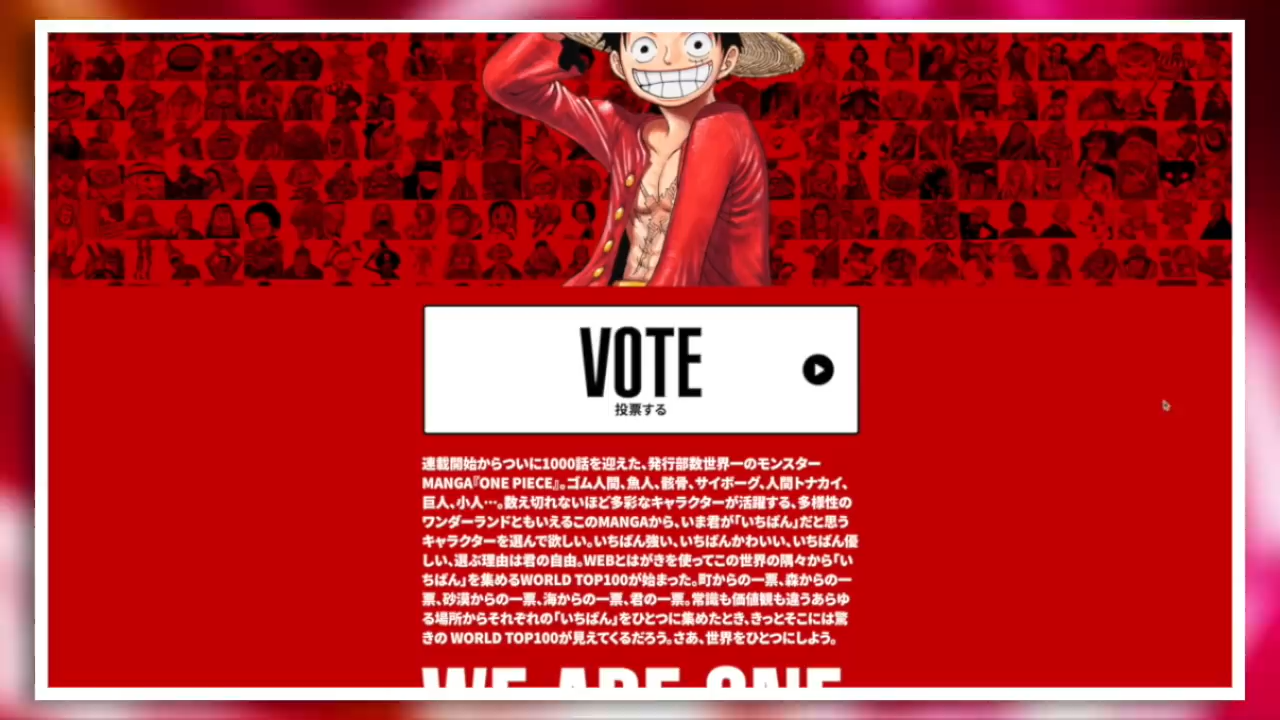 VOTE
投票する
連載開始からついに1000話を迎えた、発行部数世界一のモンスター
MANGA『ONE PIECE』。ゴム人間、魚人、骸骨、サイボーグ、人間トナカイ、
巨人、小人…。数え切れないほど多彩なキャラクターが活躍する、多様性の
ワンダーランドともいえるこのMANGAから、いま君が「いちばん」だと思う
キャラクターを選んで欲しい。いちばん強い、いちばんかわいい、いちばん優
しい、選ぶ理由は君の自由。WEBとはがきを使ってこの世界の隅々から「い
ちばん」を集めるWORLD TOP100が始まった。町からの一票、森からの一
票、砂漠からの一票、海からの一票、君の一票。常識も価値観も違うあらゆ
る場所からそれぞれの「いちばん」をひとつに集めたとき、きっとそこには驚
きの WORLD TOP100が見えてくるだろう。さあ、世界をひとつにしよう。
WE ARE ONE